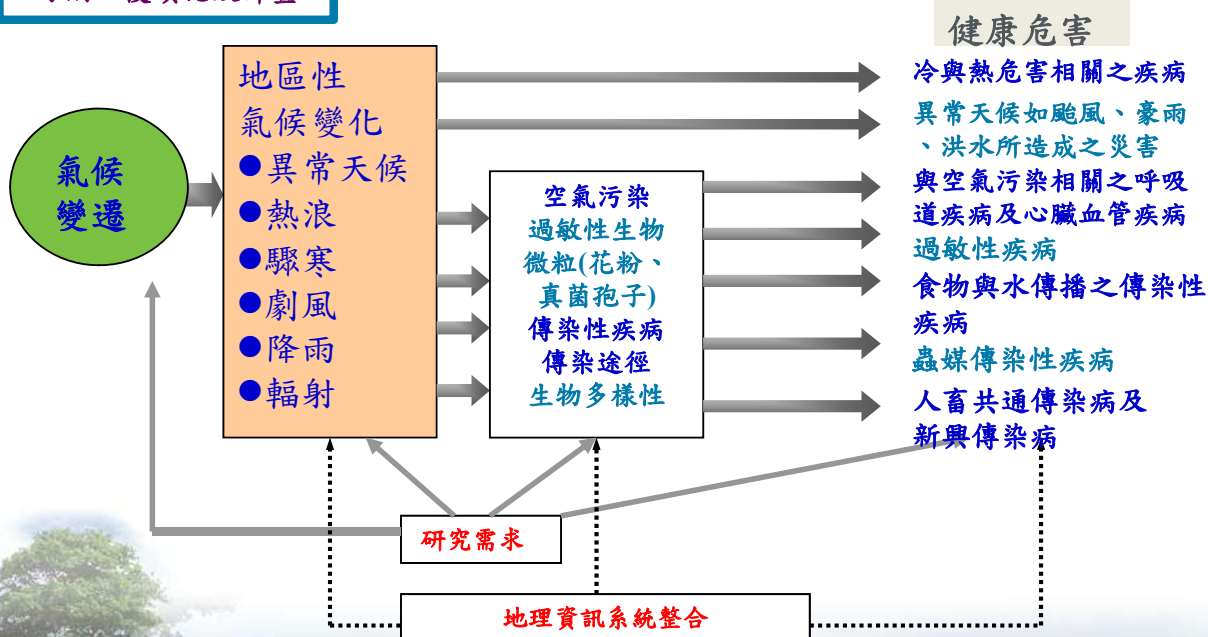 健康危害
地區性
氣候變化
●異常天候
●熱浪
●驟寒
●劇風
●降雨
●輻射
氣候
變遷
空氣污染
過敏性生物
微粒(花粉、
真菌孢子)
傳染性疾病
傳染途徑
生物多樣性
冷與熱危害相關之疾病
異常天候如颱風、豪雨
、洪水所造成之災害
與空氣污染相關之呼吸
道疾病及心臟血管疾病
過敏性疾病
食物與水傳播之傳染性
疾病
蟲媒傳染性疾病
人畜共通傳染病及
新興傳染病
研究需求
地理資訊系統整合